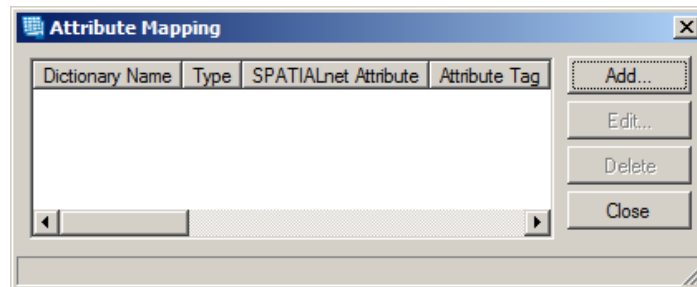 Attribute Mapping
Dictionary Name Type SPATIALnet Attribute Attribute Tag
Add...
Edit...
Delete
Close